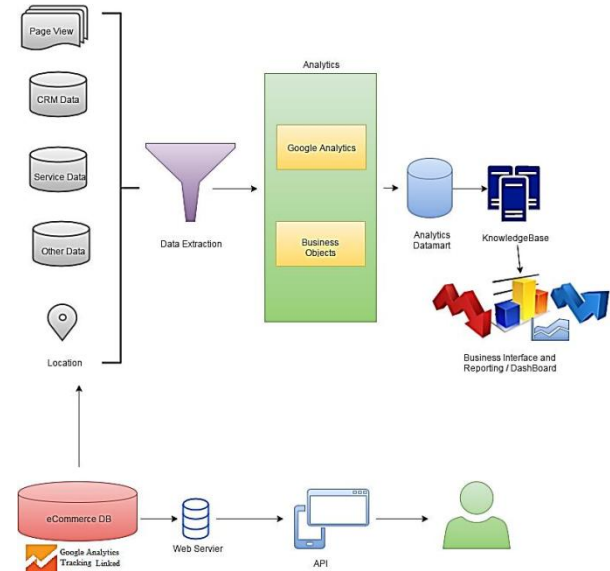 Page View
CRM Data
Service Data
Other Data
Location
Data Extraction
Analytics
Google Analytics
Business
Objects
Analytics
Datamart
KnowledgeBase
Business Interface and
Reporting / DashBoard
eCommerce DB
Google Analytics
Tracking Linked
Web Servier
API